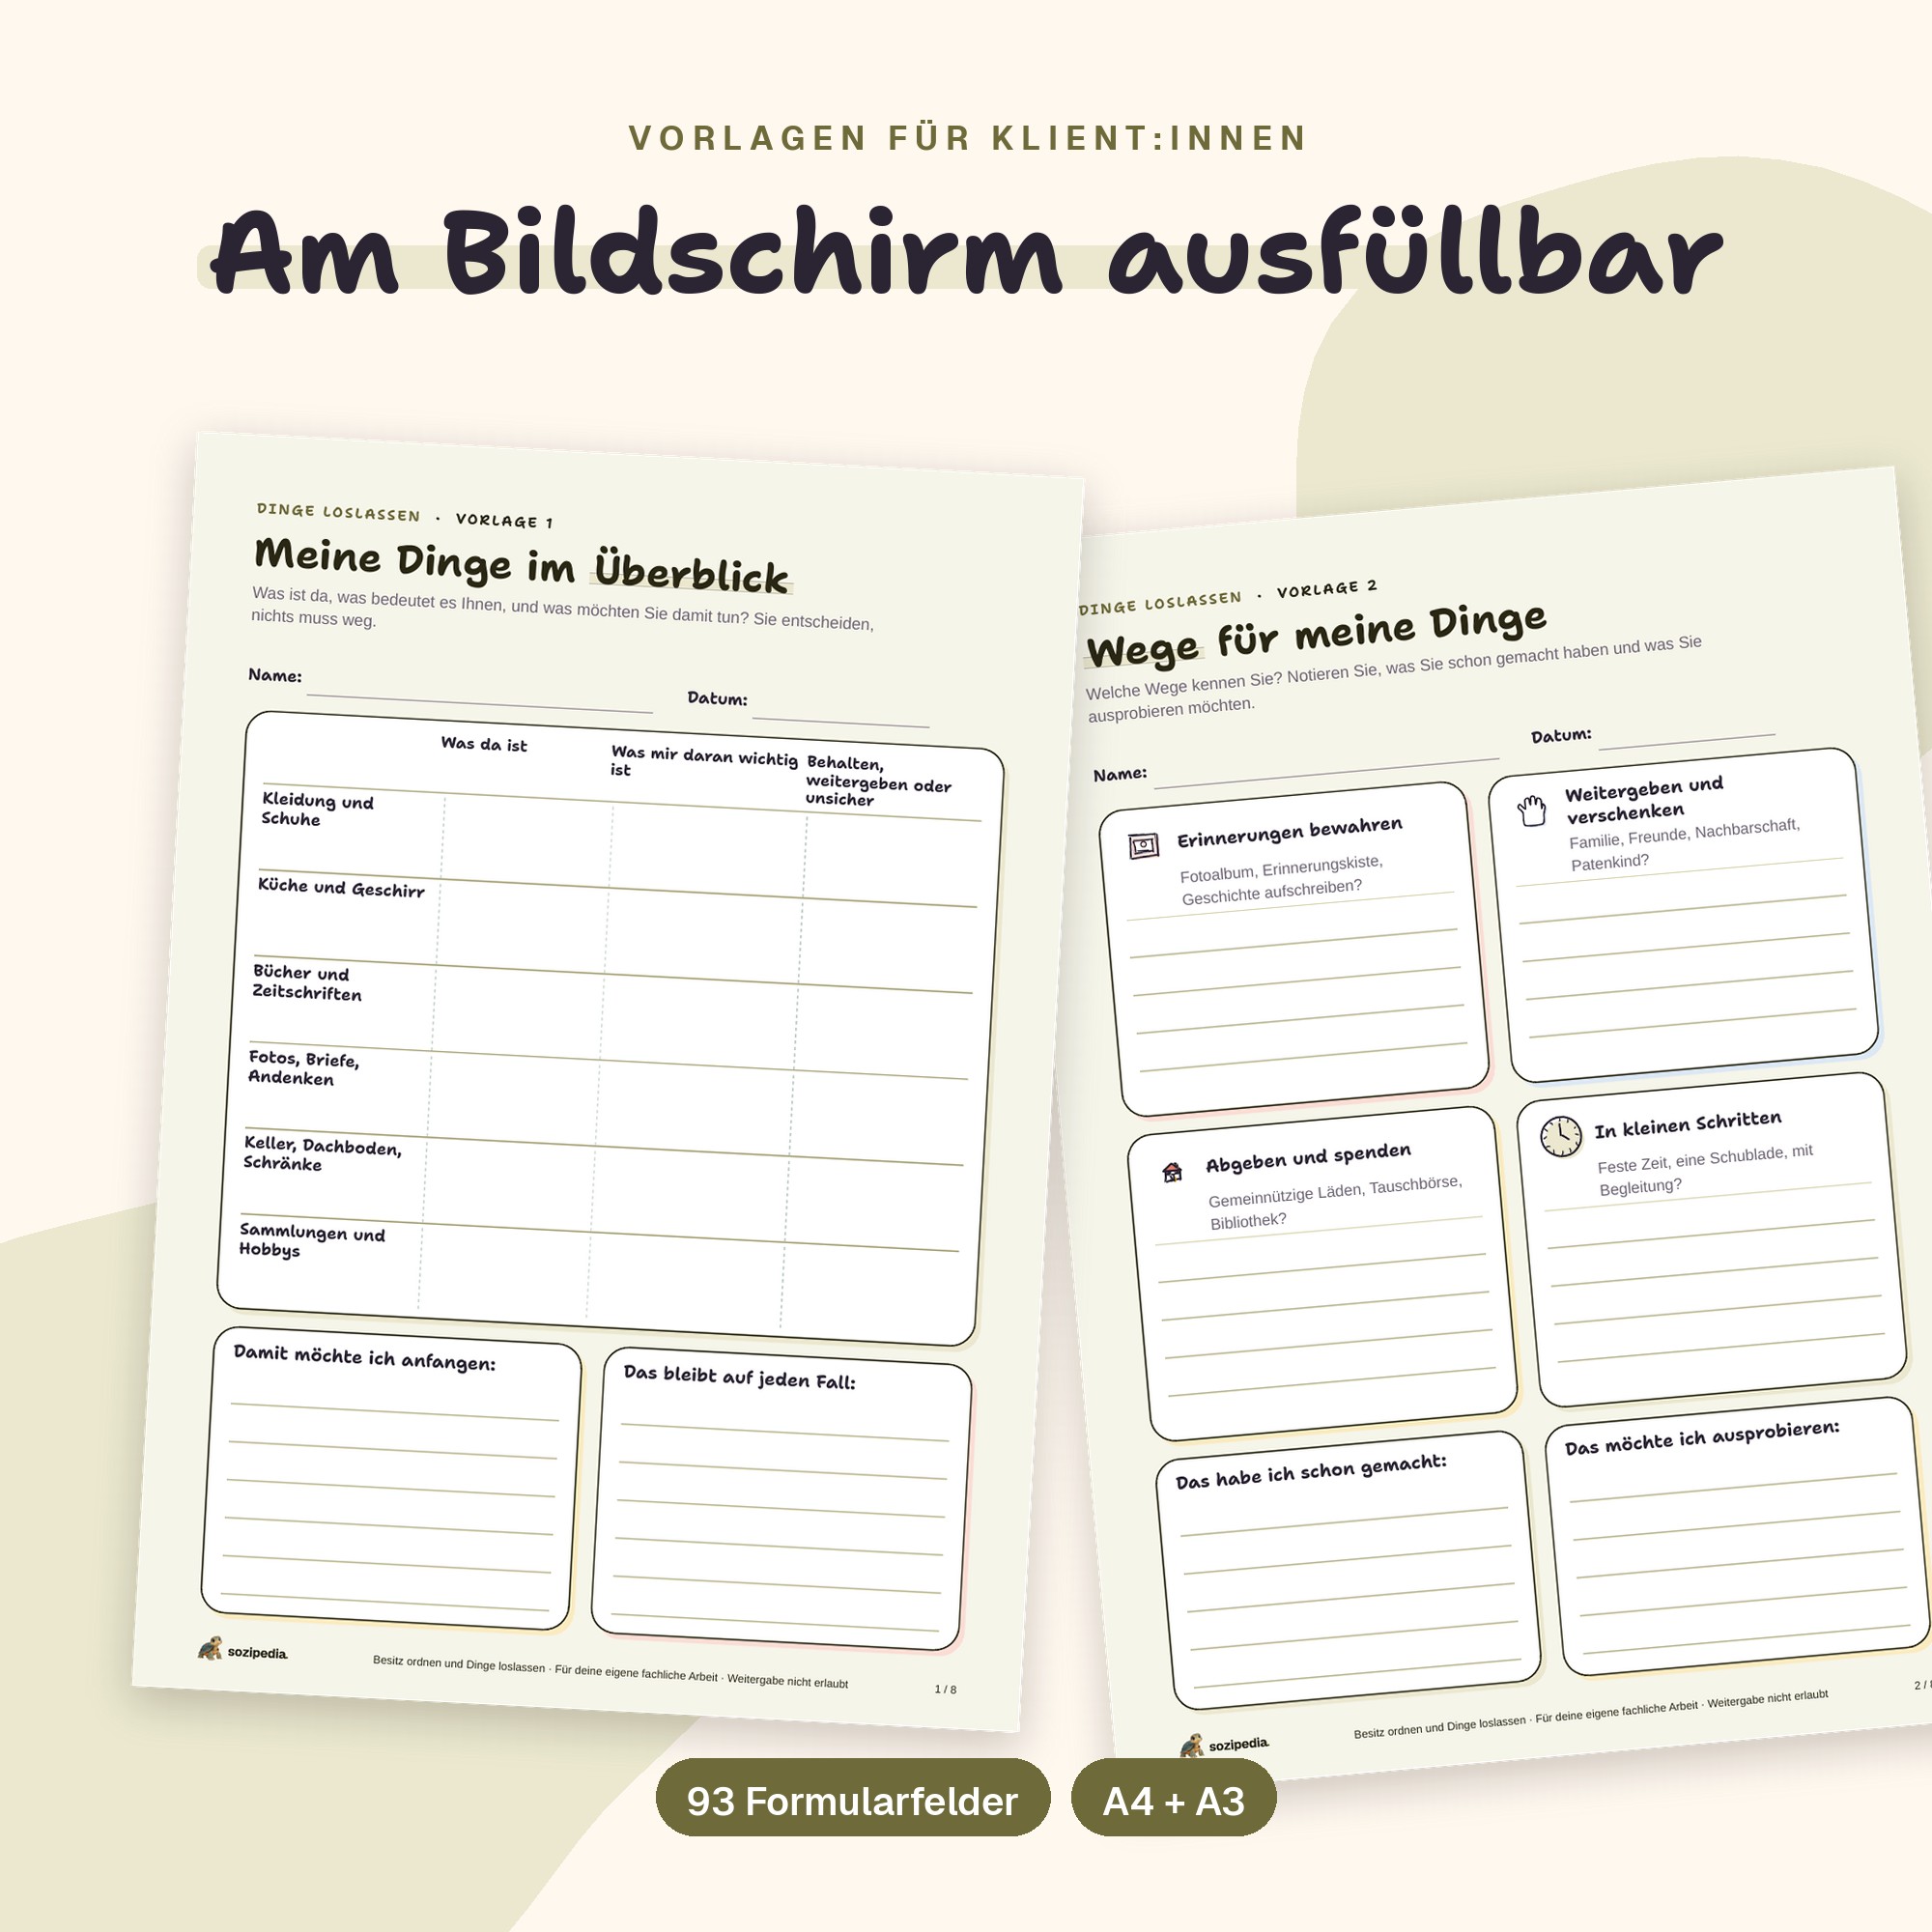 VORLAGEN FÜR KLIENT:INNEN
Am Bildschirm ausfüllbar
DINGE LOSLASSEN · VORLAGE 1
Meine Dinge im Überblick
Was ist da, was bedeutet es Ihnen, und was möchten Sie damit tun? Sie entscheiden,
nichts muss weg.
Name:
Datum:
Was da ist
Was mir daran wichtig
ist
Behalten,
weitergeben oder
unsicher
Kleidung und
Schuhe
Küche und Geschirr
Bücher und
Zeitschriften
Fotos, Briefe,
Andenken
Keller, Dachboden,
Schränke
Sammlungen und
Hobbys
Damit möchte ich anfangen:
Das bleibt auf jeden Fall:
sozipedia.
Besitz ordnen und Dinge loslassen · Für deine eigene fachliche Arbeit · Weitergabe nicht erlaubt
1 / 8
DINGE LOSLASSEN · VORLAGE 2
Wege für meine Dinge
Welche Wege kennen Sie? Notieren Sie, was Sie schon gemacht haben und was Sie
ausprobieren möchten.
Name:
Datum:
Erinnerungen bewahren
Fotoalbum, Erinnerungskiste,
Geschichte aufschreiben?
Weitergeben und
verschenken
Familie, Freunde, Nachbarschaft,
Patenkind?
Abgeben und spenden
Gemeinnützige Läden, Tauschbörse,
Bibliothek?
In kleinen Schritten
Feste Zeit, eine Schublade, mit
Begleitung?
Das habe ich schon gemacht:
Das möchte ich ausprobieren:
sozipedia.
Besitz ordnen und Dinge loslassen · Für deine eigene fachliche Arbeit · Weitergabe nicht erlaubt
2 / 8
93 Formularfelder
A4 + A3